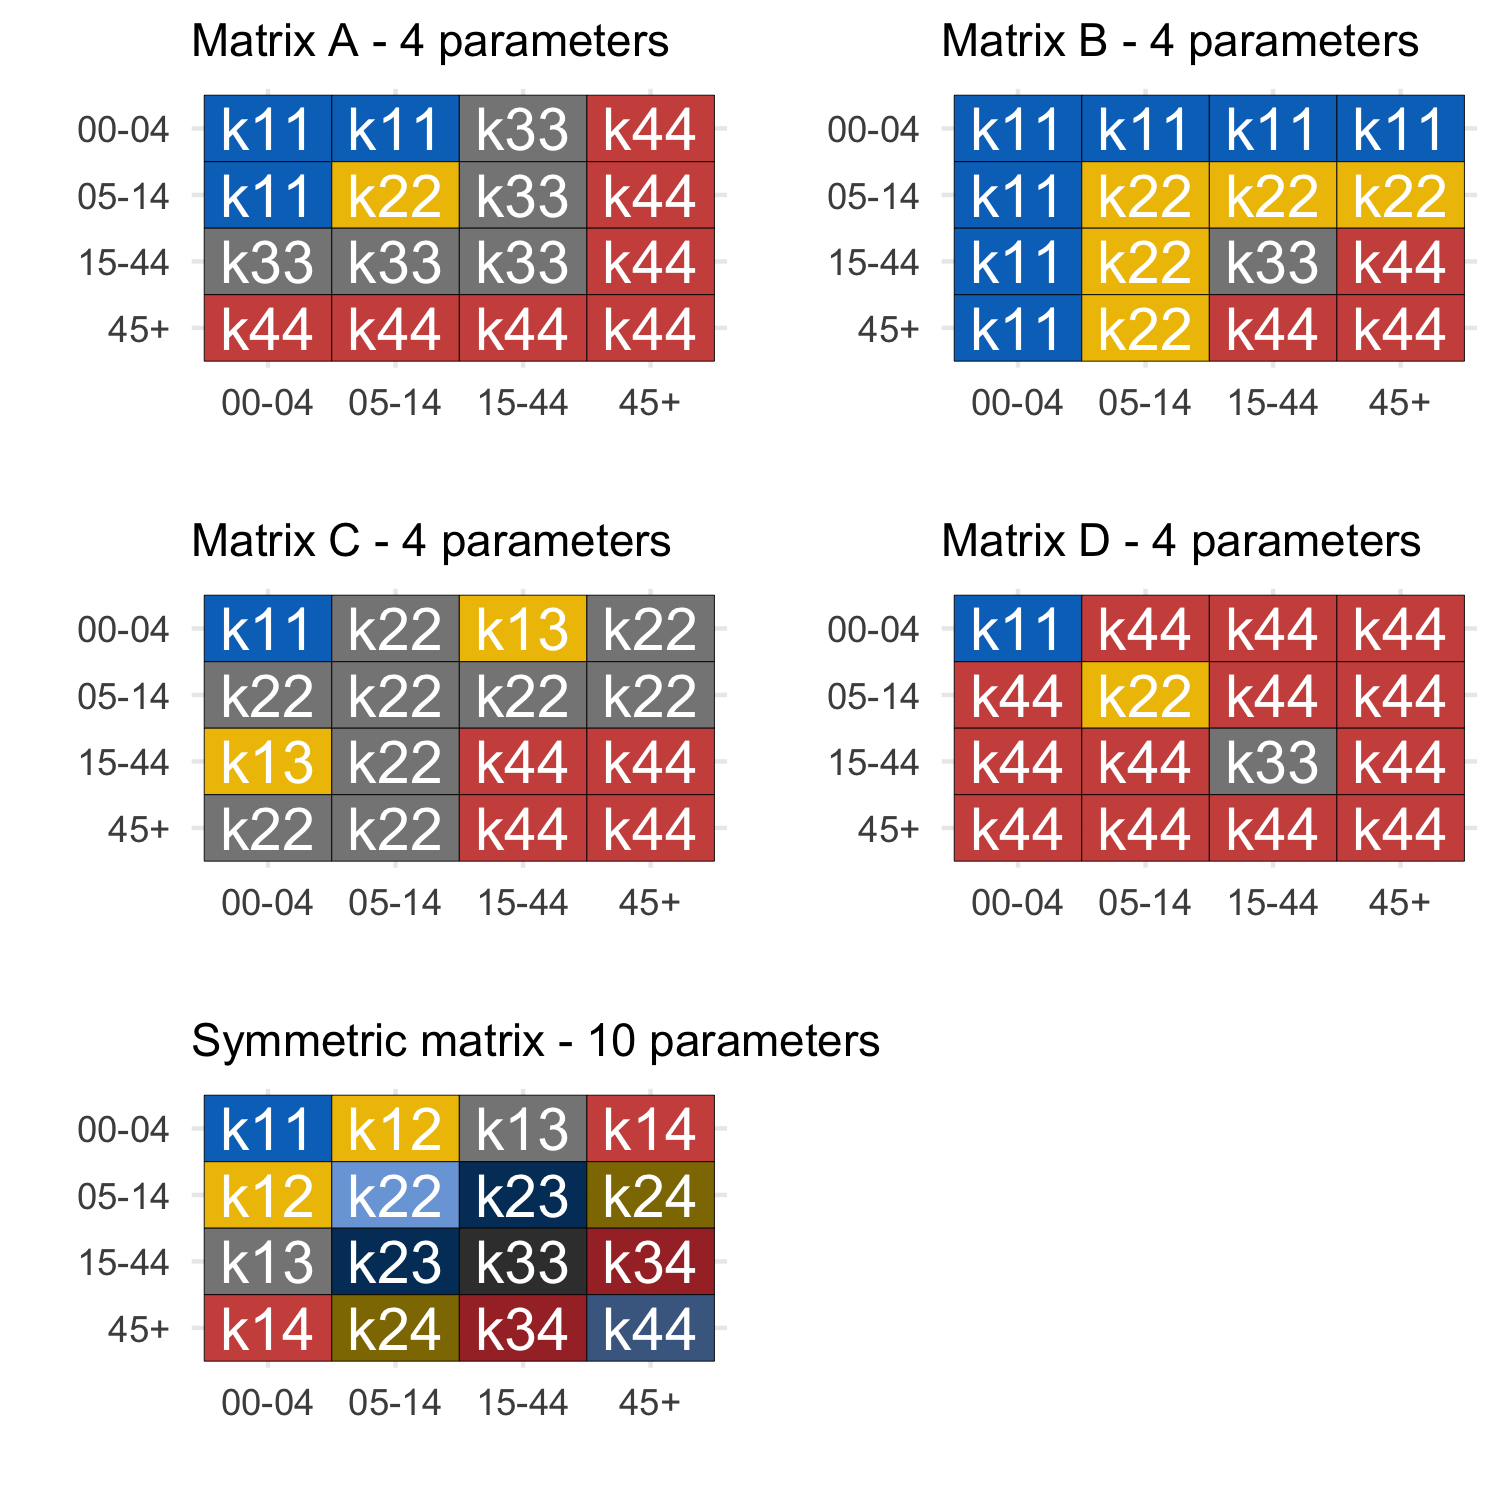 Matrix A - 4 parameters
00-04 k11 k11 k33 k44
05-14 k11 k22 k33 k44
15-44 k33 k33 k33 k44
45+ k44 k44 k44 k44
00-04 05-14 15-44 45+
Matrix B - 4 parameters
00-04 k11 k11 k11 k11
05-14 k11 k22 k22 k22
15-44 k11 k22 k33 k44
45+ k11 k22 k44 k44
00-04 05-14 15-44 45+
Matrix C - 4 parameters
00-04 k11 k22 k13 k22
05-14 k22 k22 k22 k22
15-44 k13 k22 k44 k44
45+ k22 k22 k44 k44
00-04 05-14 15-44 45+
Matrix D - 4 parameters
00-04 k11 k44 k44 k44
05-14 k44 k22 k44 k44
15-44 k44 k44 k33 k44
45+ k44 k44 k44 k44
00-04 05-14 15-44 45+
Symmetric matrix - 10 parameters
00-04 k11 k12 k13 k14
05-14 k12 k22 k23 k24
15-44 k13 k23 k33 k34
45+ k14 k24 k34 k44
00-04 05-14 15-44 45+